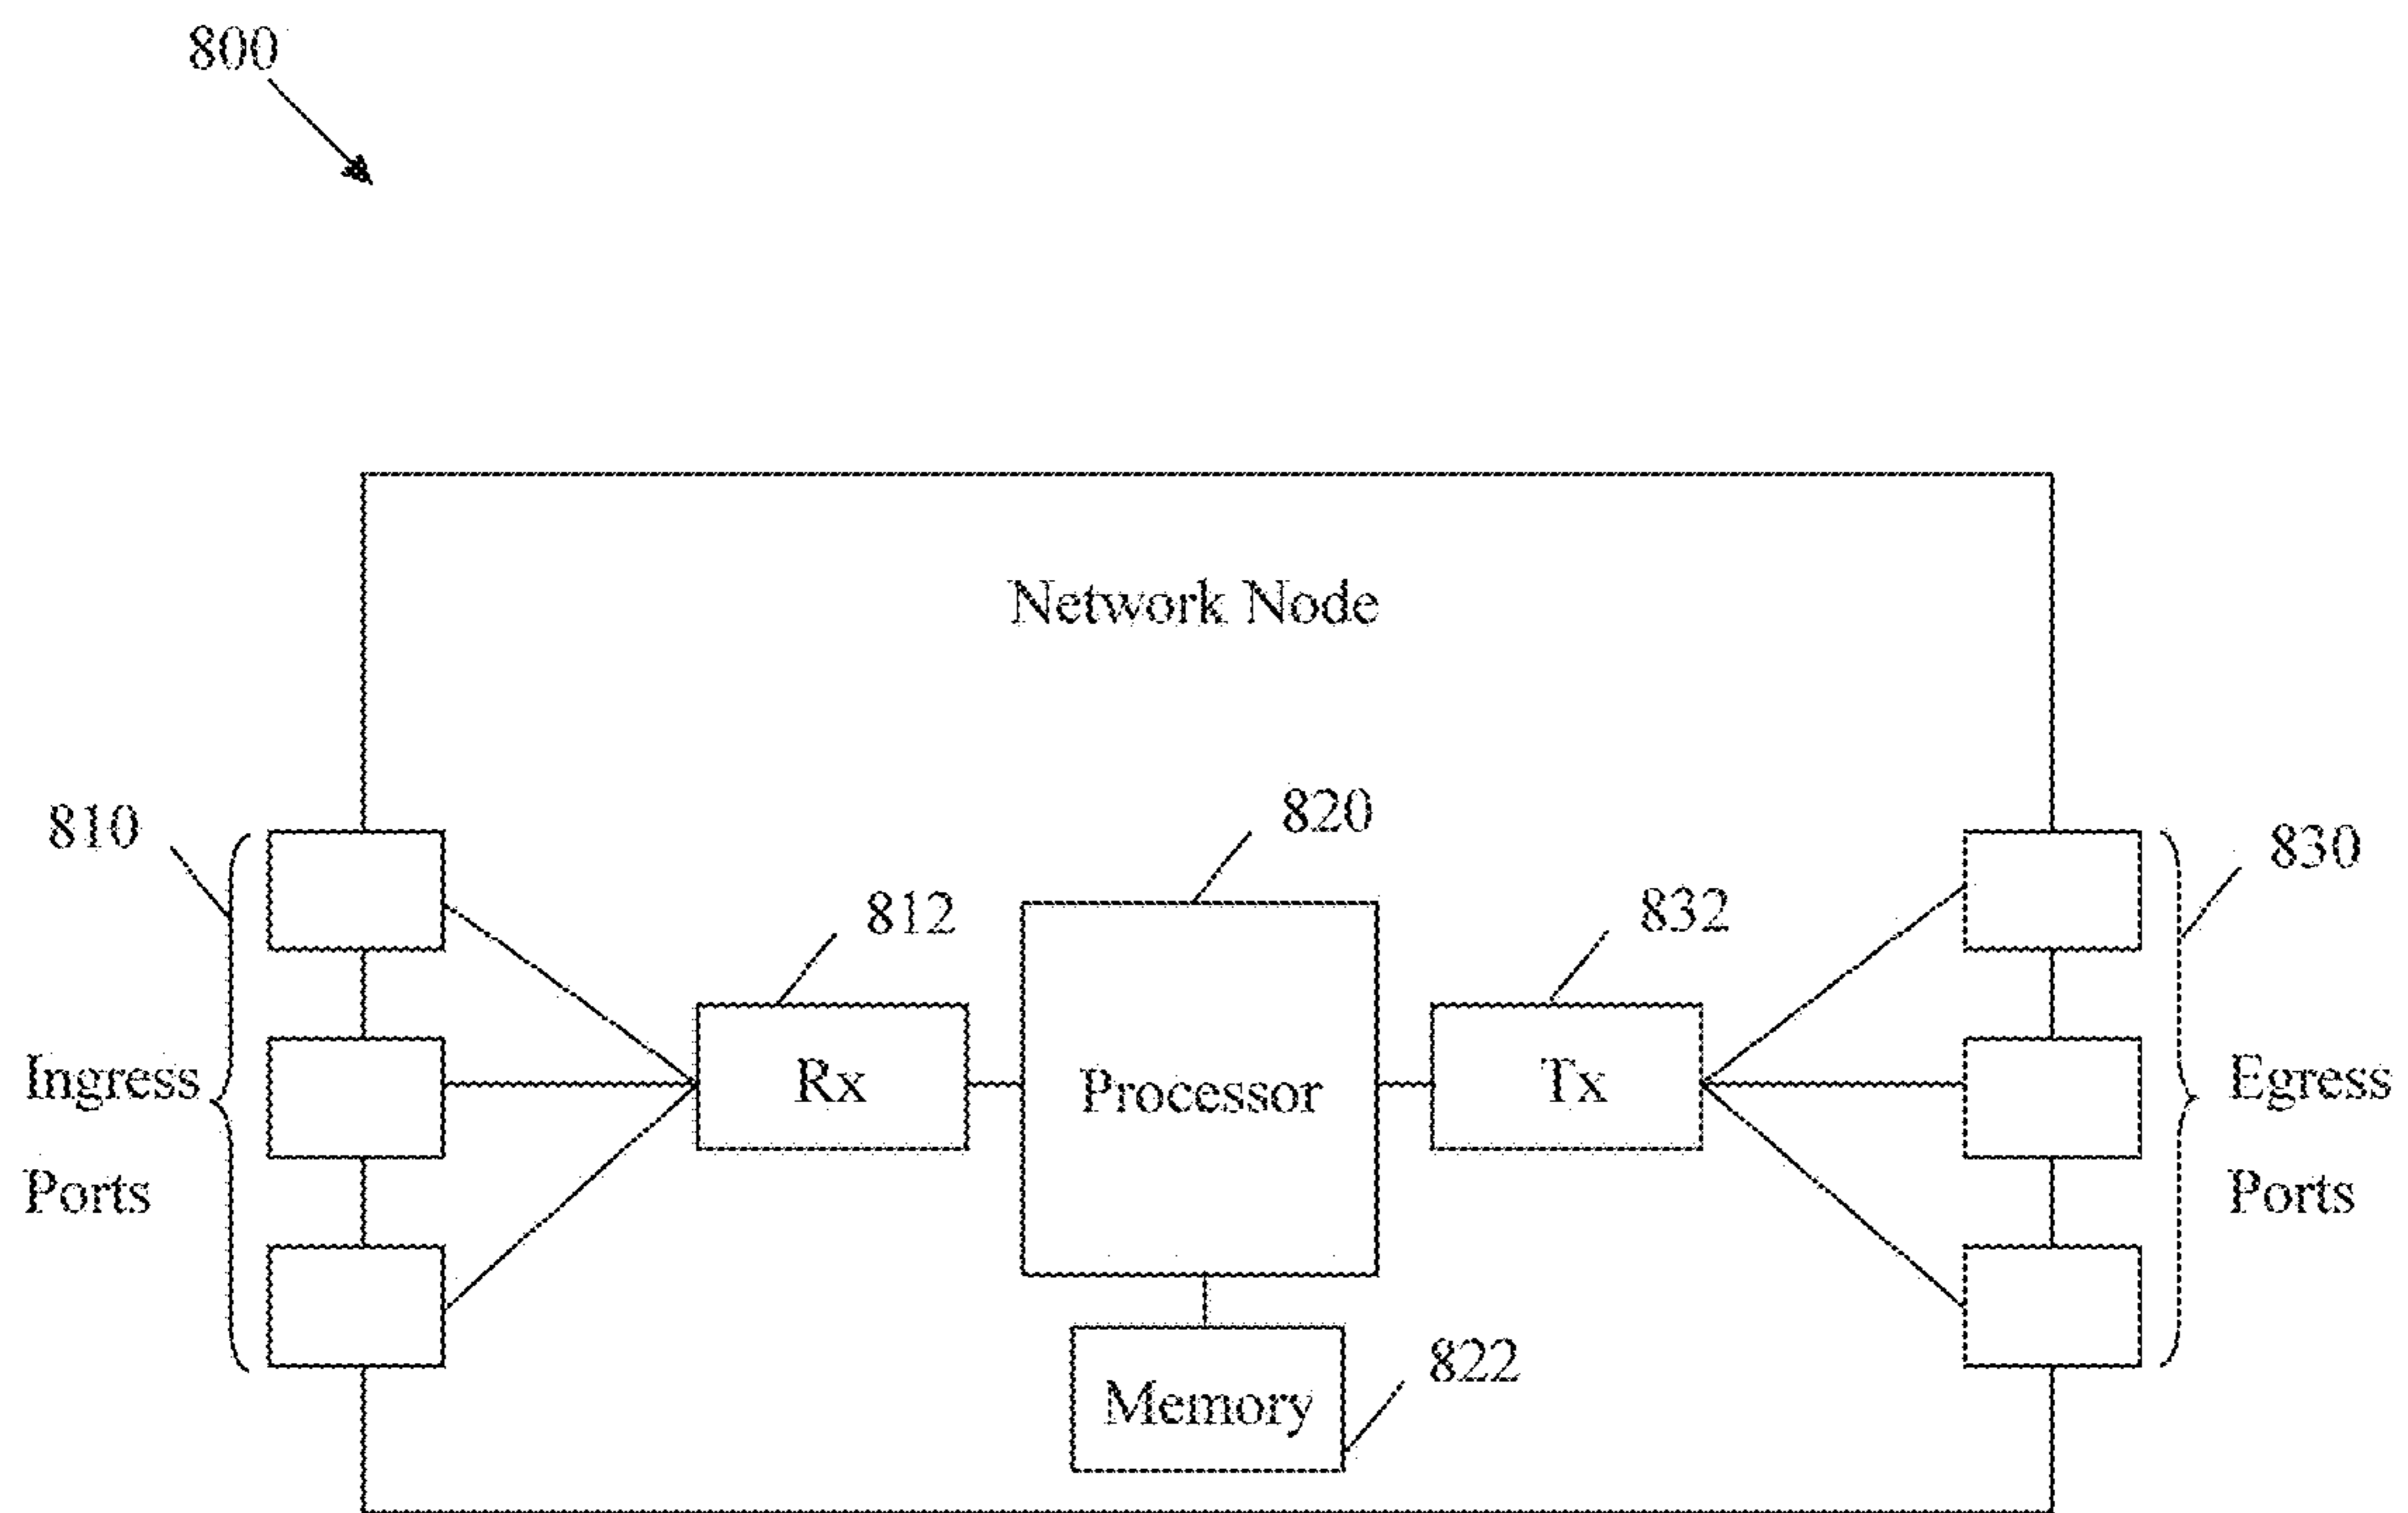 800
Network Node
820
810
830
812
832
Ingress
Ports
Rx
Processor
Tx
Egress
Ports
822
Memory